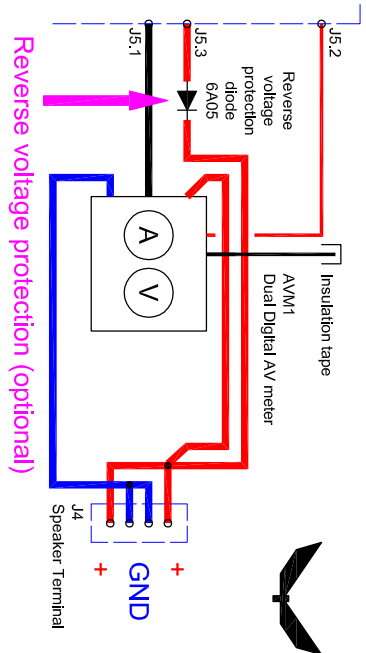 J5.1
J5.3
J5.2
Reverse
voltage
protection
diode
6A05
Reverse voltage protection (optional)
A
V
Insulation tape
AVM1
Dual Digital AV meter
J4
Speaker Terminal
+
GND
+